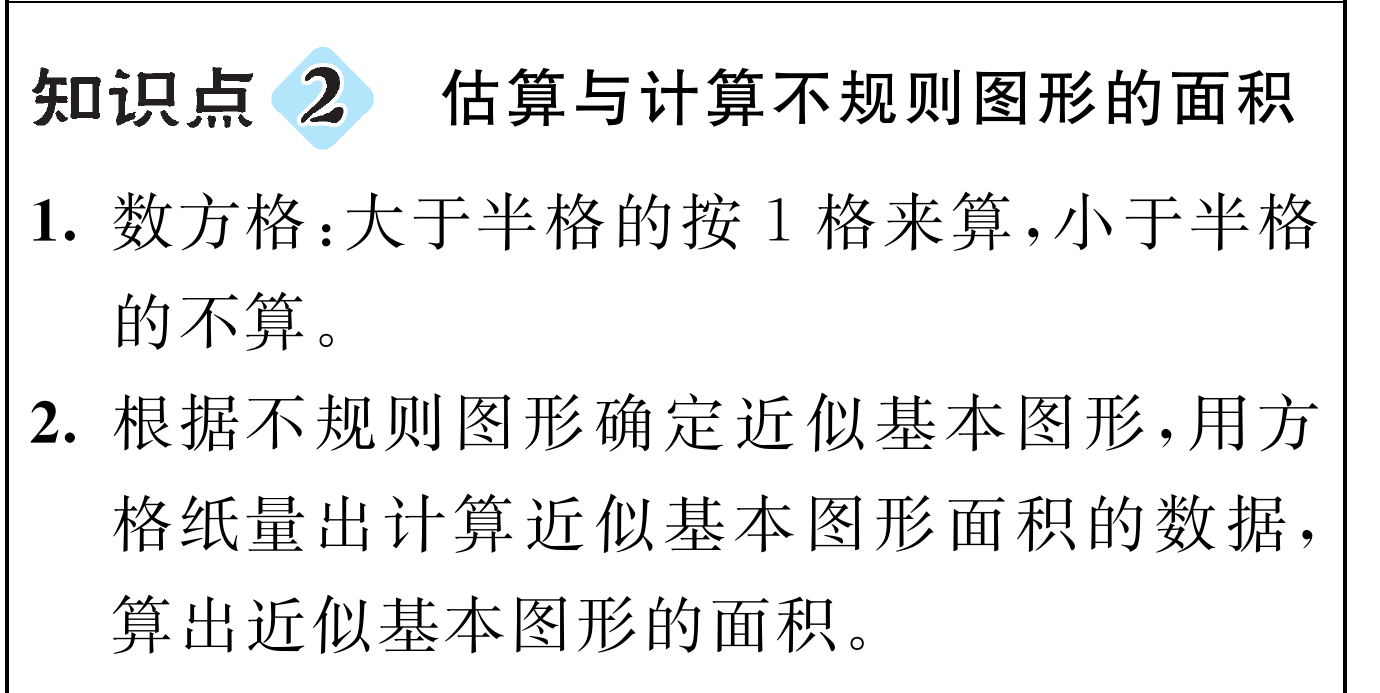 知识点 2 估算与计算不规则图形的面积
1. 数方格:大于半格的按 1 格来算,小于半格
的不算。
2. 根据不规则图形确定近似基本图形,用方
格纸量出计算近似基本图形面积的数据,
算出近似基本图形的面积。